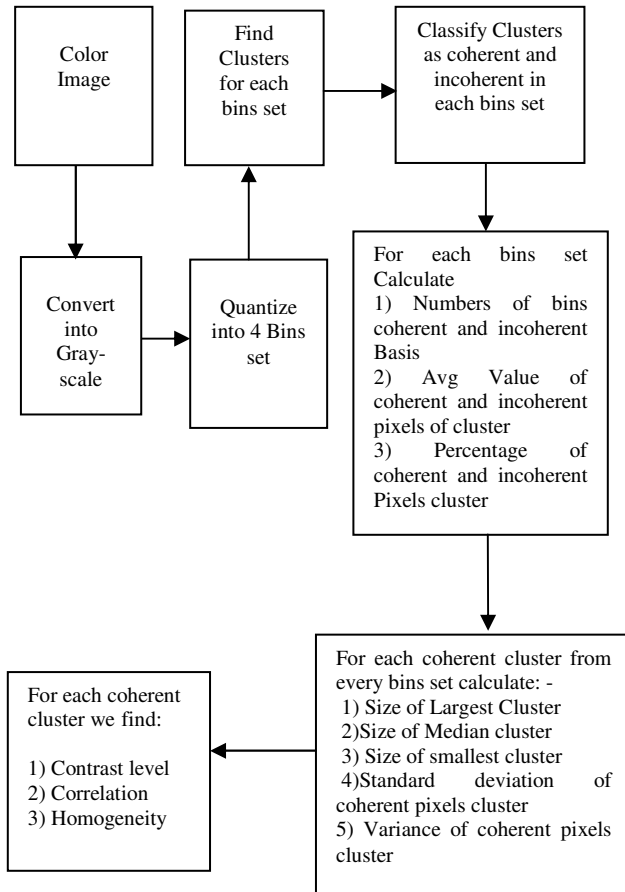 Color
Image
Convert
into
Gray-
scale
Quantize
into 4 Bins
set
Find
Clusters
for each
bins set
Classify Clusters
as coherent and
incoherent in
each bins set
For each bins set
Calculate
1) Numbers of bins
coherent and incoherent
Basis
2) Avg Value of
coherent and incoherent
pixels of cluster
3) Percentage of
coherent and incoherent
Pixels cluster
For each coherent cluster from
every bins set calculate: -
1) Size of Largest Cluster
2)Size of Median cluster
3) Size of smallest cluster
4)Standard deviation of
coherent pixels cluster
5) Variance of coherent pixels
cluster
For each coherent
cluster we find:
1) Contrast level
2) Correlation
3) Homogeneity